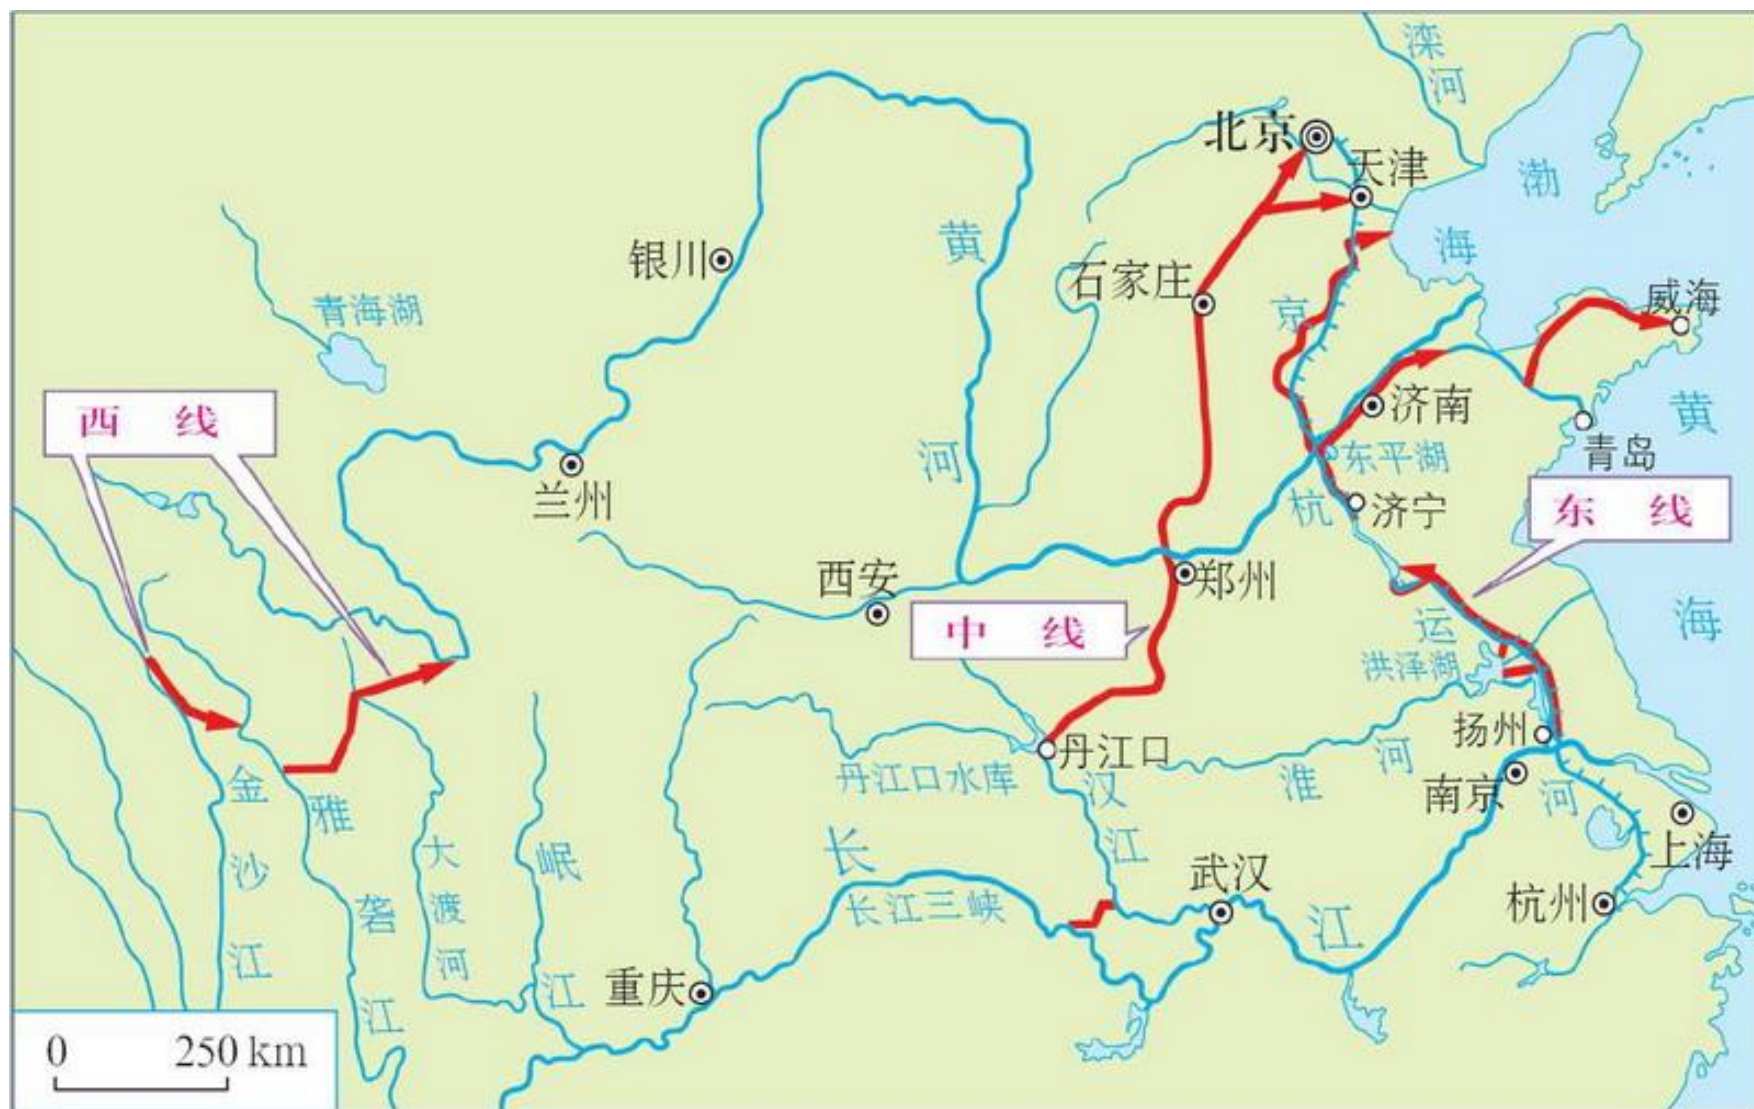 滦河
北京
天津
渤海
银川
黄河
石家庄
京杭运河
威海
青海湖
西 线
济南
黄海
青岛
东平湖
兰州
济宁
东 线
西安
郑州
中 线
洪泽湖
扬州
丹江口
丹江口水库
汉江
淮河
南京
金沙江
雅砻江
大渡河
岷江
长江
上海
武汉
长江三峡
杭州
重庆
0 250 km